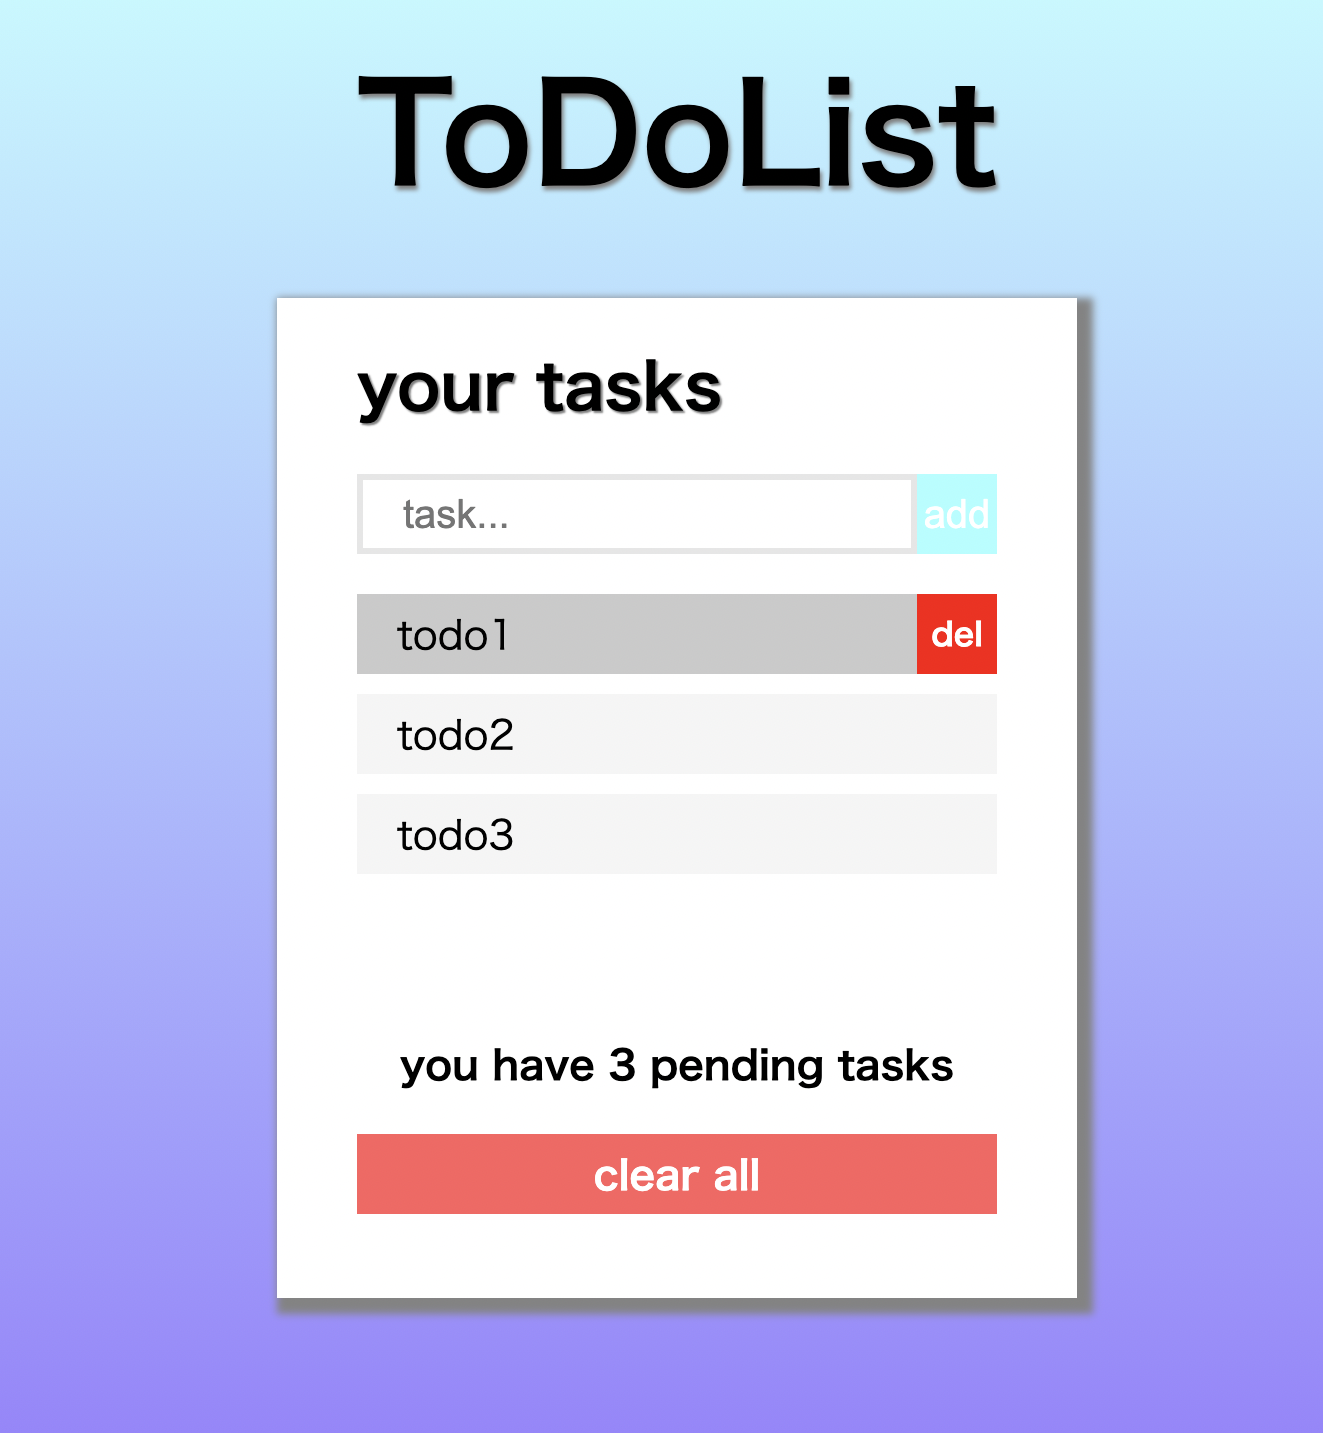 ToDoList
your tasks
task...
add
todo1
del
todo2
todo3
you have 3 pending tasks
clear all